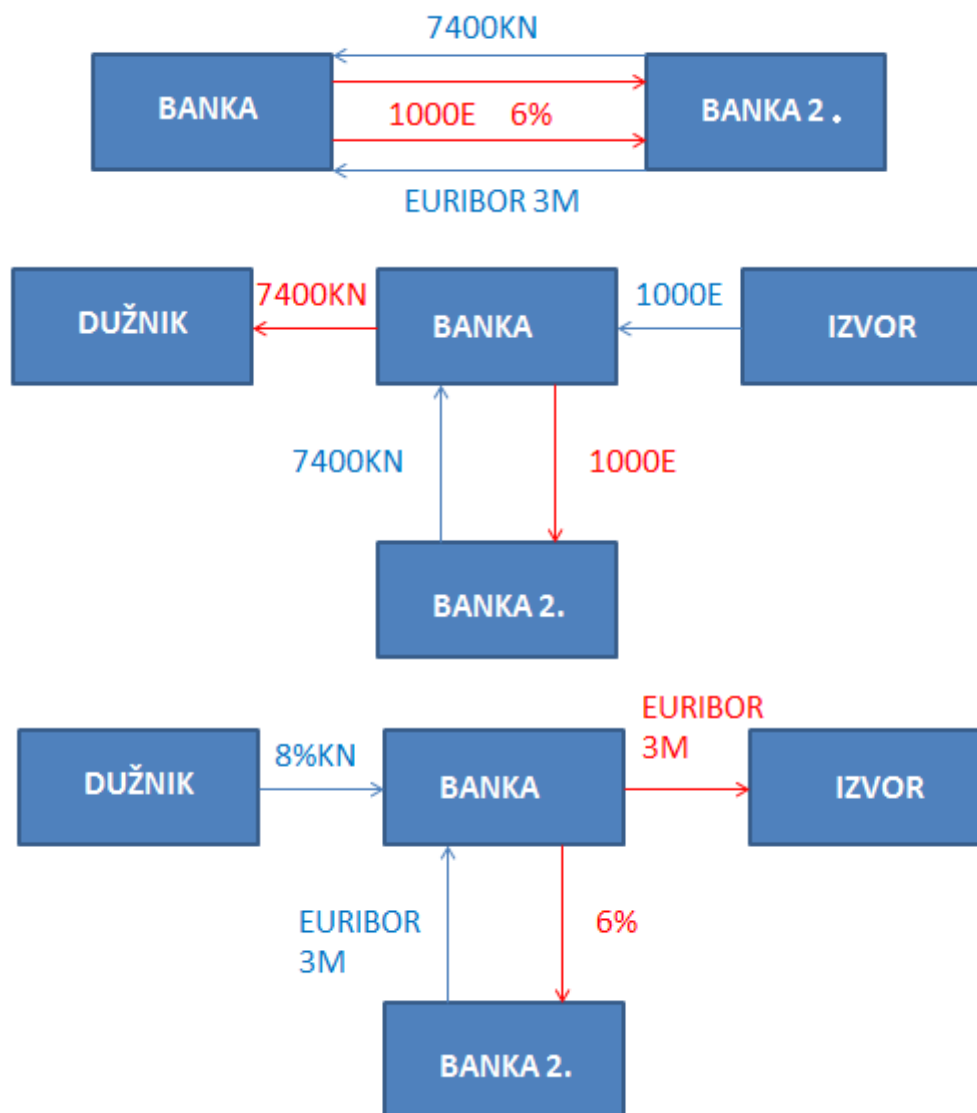 7400KN
BANKA
1000E 6%
BANKA 2 .
EURIBOR 3M
DUŽNIK
7400KN
BANKA
1000E
IZVOR
7400KN
1000E
BANKA 2.
DUŽNIK
8%KN
BANKA
EURIBOR
3M
IZVOR
EURIBOR
3M
6%
BANKA 2.